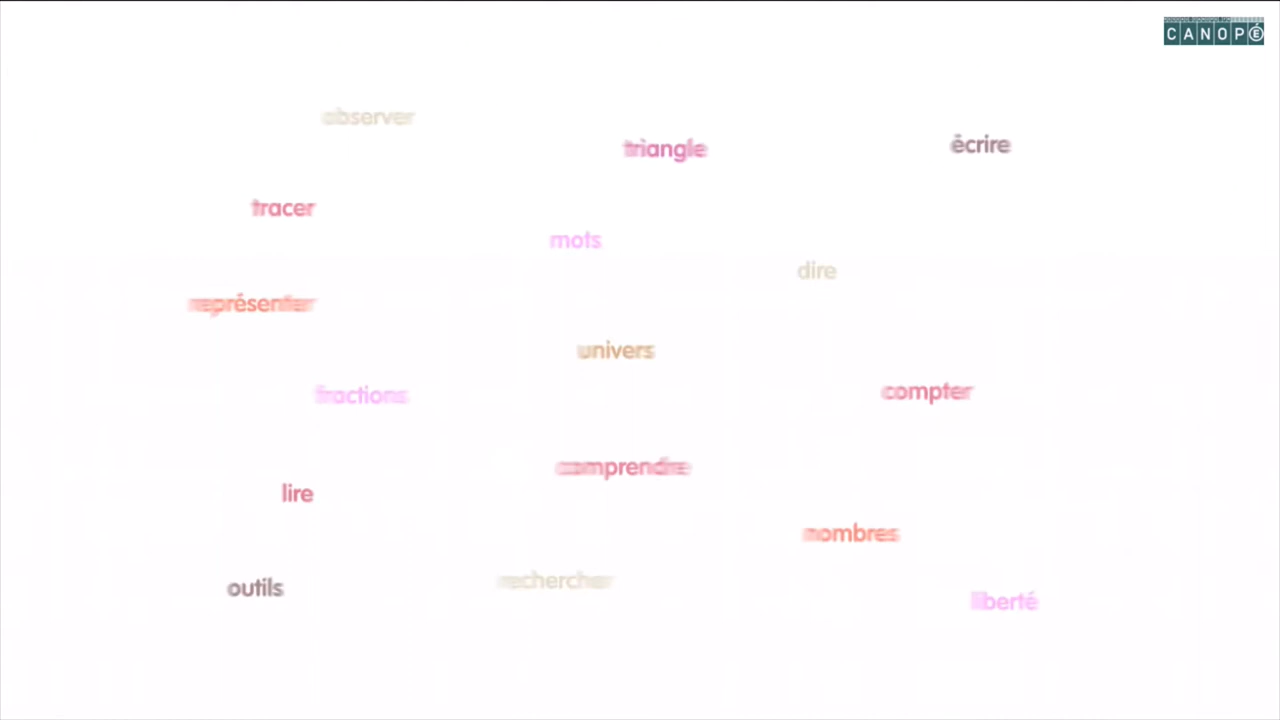 CANOPÉ
observer
triangle
écrire
tracer
mots
dire
représenter
univers
fractions
compter
comprendre
lire
nombres
rechercher
outils
liberté